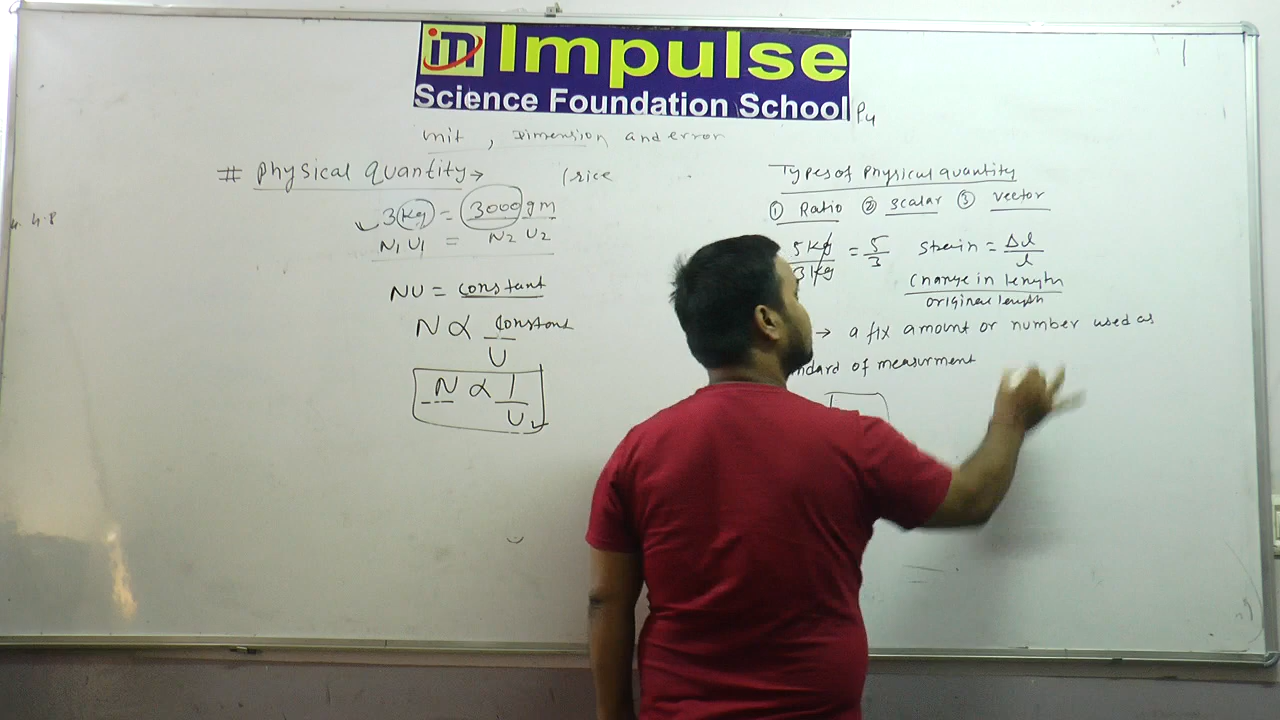 in Impulse
Science Foundation School
unit, Dimension and error
# Physical Quantity →
3 kg = 3000 gm
N1 U1 = N2 U2
NU = constant
N ∝ constant / U
N ∝ 1 / U
Types of Physical quantity
① Ratio ② scalar ③ vector
5 kg / 3 kg = 5 / 3 Strain = Δl / l
Change in length / original length
→ a fix amount or number used as
ndard of measurment